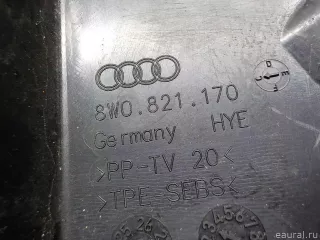 8W0.821.170
Germany HYE
>PP-TV 20<
>TPE-SEBS<
eaural.ru